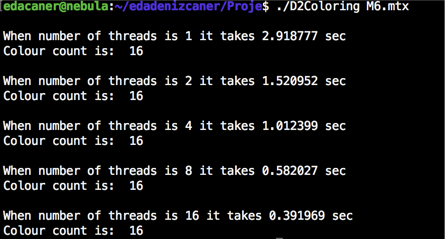 edacaner@nebula:~/edadenizcaner/Proje$ ./D2Coloring M6.mtx
When number of threads is 1 it takes 2.918777 sec
Colour count is:  16
When number of threads is 2 it takes 1.520952 sec
Colour count is:  16
When number of threads is 4 it takes 1.012399 sec
Colour count is:  16
When number of threads is 8 it takes 0.582027 sec
Colour count is:  16
When number of threads is 16 it takes 0.391969 sec
Colour count is:  16